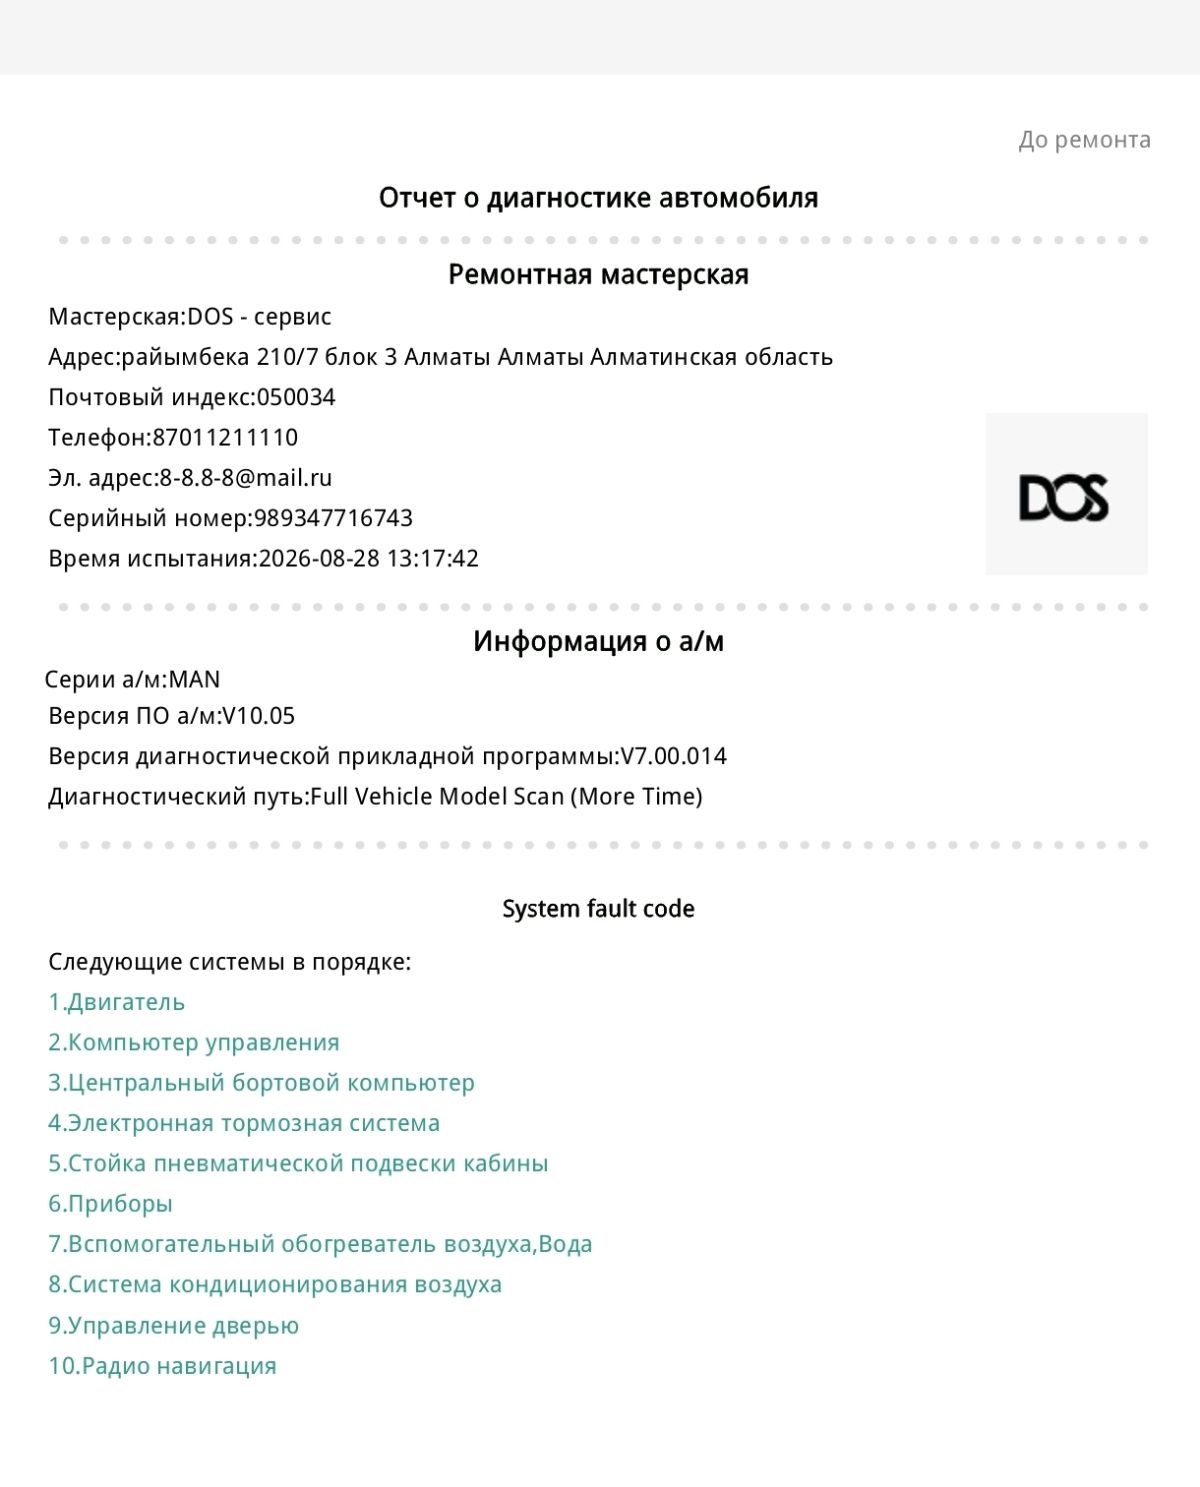 До ремонта
Отчет о диагностике автомобиля
Ремонтная мастерская
Мастерская:DOS - сервис
Адрес:райымбека 210/7 блок 3 Алматы Алматы Алматинская область
Почтовый индекс:050034
Телефон:87011211110
Эл. адрес:8-8.8-8@mail.ru
Серийный номер:989347716743
Время испытания:2026-08-28 13:17:42
DOS
Информация о а/м
Серии а/м:MAN
Версия ПО а/м:V10.05
Версия диагностической прикладной программы:V7.00.014
Диагностический путь:Full Vehicle Model Scan (More Time)
System fault code
Следующие системы в порядке:
1.Двигатель
2.Компьютер управления
3.Центральный бортовой компьютер
4.Электронная тормозная система
5.Стойка пневматической подвески кабины
6.Приборы
7.Вспомогательный обогреватель воздуха,Вода
8.Система кондиционирования воздуха
9.Управление дверью
10.Радио навигация